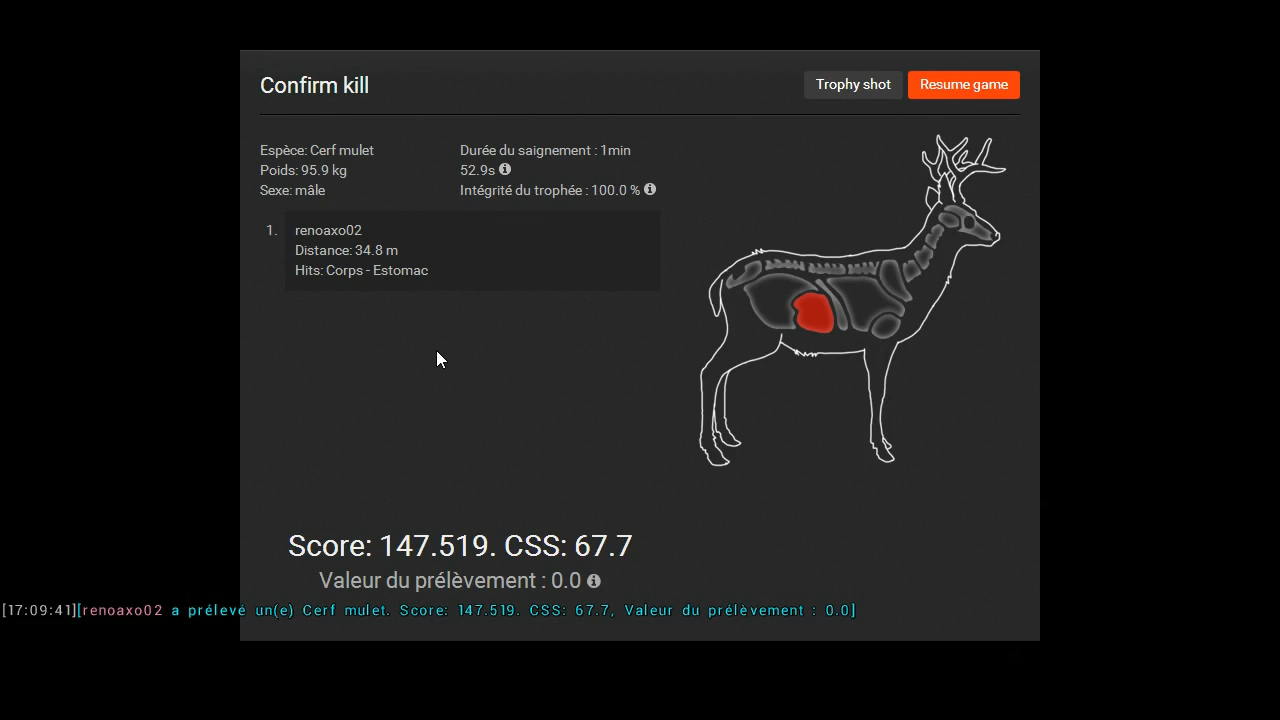 Confirm kill
Trophy shot
Resume game
Espèce: Cerf mulet
Poids: 95.9 kg
Sexe: mâle
Durée du saignement : 1min
52.9s
Intégrité du trophée : 100.0 %
1.
renoaxo02
Distance: 34.8 m
Hits: Corps - Estomac
Score: 147.519. CSS: 67.7
Valeur du prélèvement : 0.0
[17:09:41][renoaxo02 a prélevé un(e) Cerf mulet. Score: 147.519. CSS: 67.7, Valeur du prélèvement : 0.0]